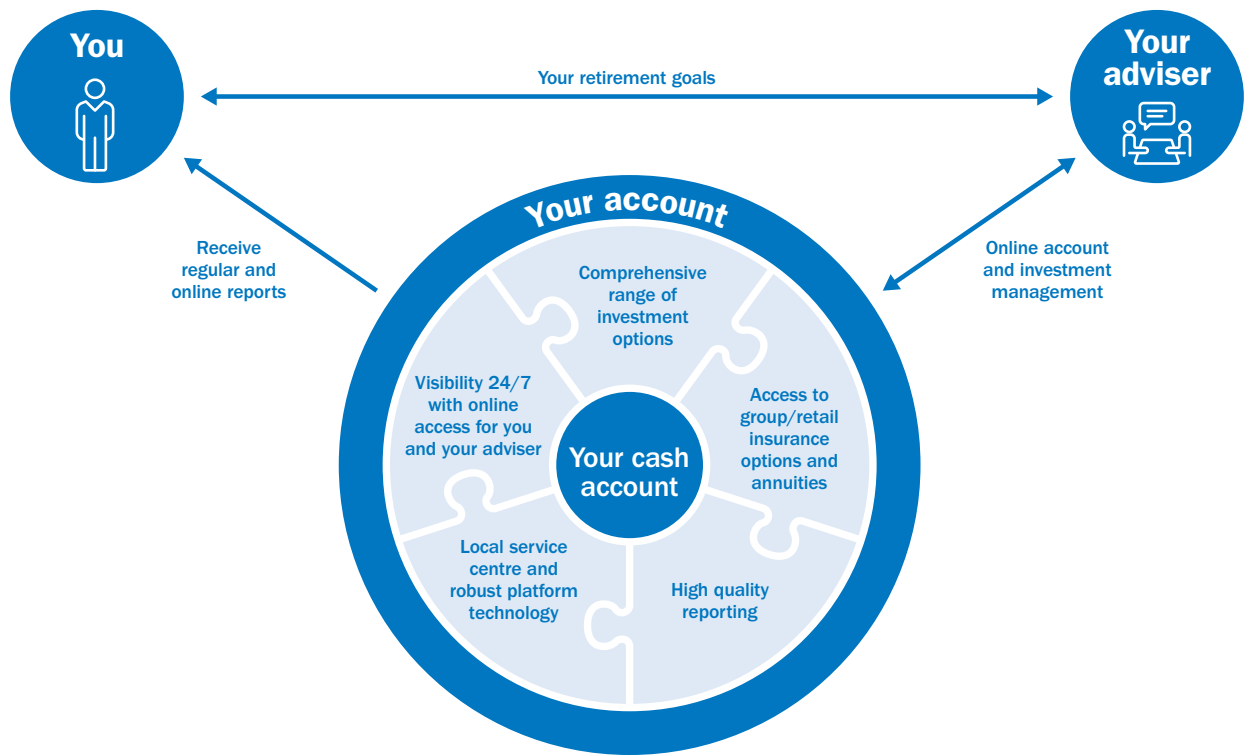 You
Your
adviser
Your retirement goals
Receive
regular and
online reports
Online account
and investment
management
Your account
Comprehensive
range of
investment
options
Access to
group/retail
insurance
options and
annuities
High quality
reporting
Local service
centre and
robust platform
technology
Visibility 24/7
with online
access for you
and your adviser
Your cash
account